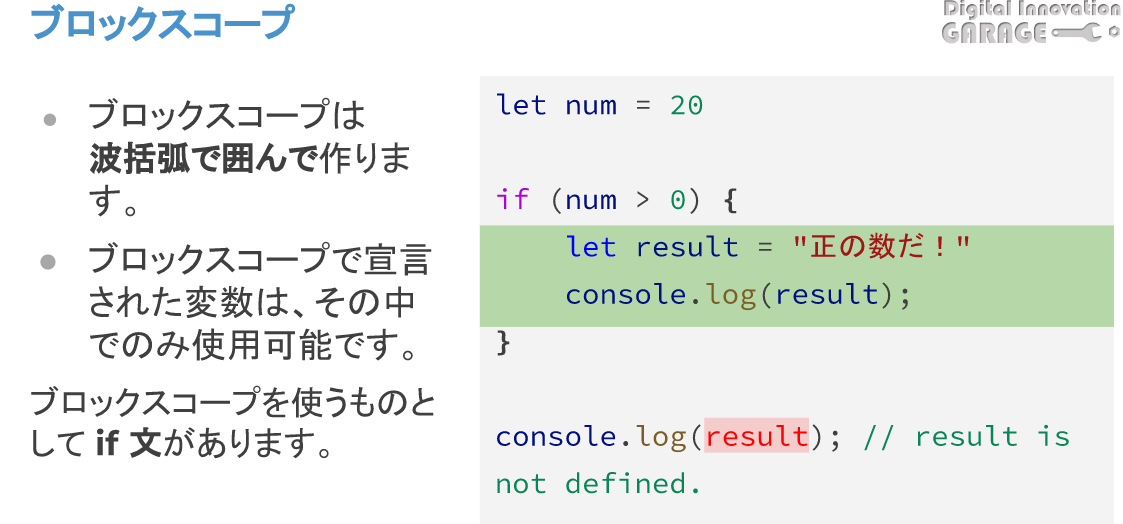 ブロックスコープ
Digital Innovation
GARAGE
● ブロックスコープは
波括弧で囲んで作りま
す。
● ブロックスコープで宣言
された変数は、その中
でのみ使用可能です。
ブロックスコープを使うものと
して if 文があります。
let num = 20
if (num > 0) {
    let result = "正の数だ！"
    console.log(result);
}
console.log(result); // result is
not defined.